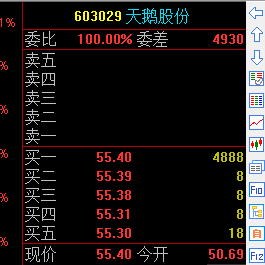 603029 天鹅股份
1%
委比 100.00% 委差 4930
卖五
%
卖四
卖三
%
卖二
卖一
%
买一 55.40 4888
买二 55.39 8
买三 55.38 8
%
买四 55.31 8
买五 55.30 18
%
现价 55.40 今开 50.69
F10
自
F12